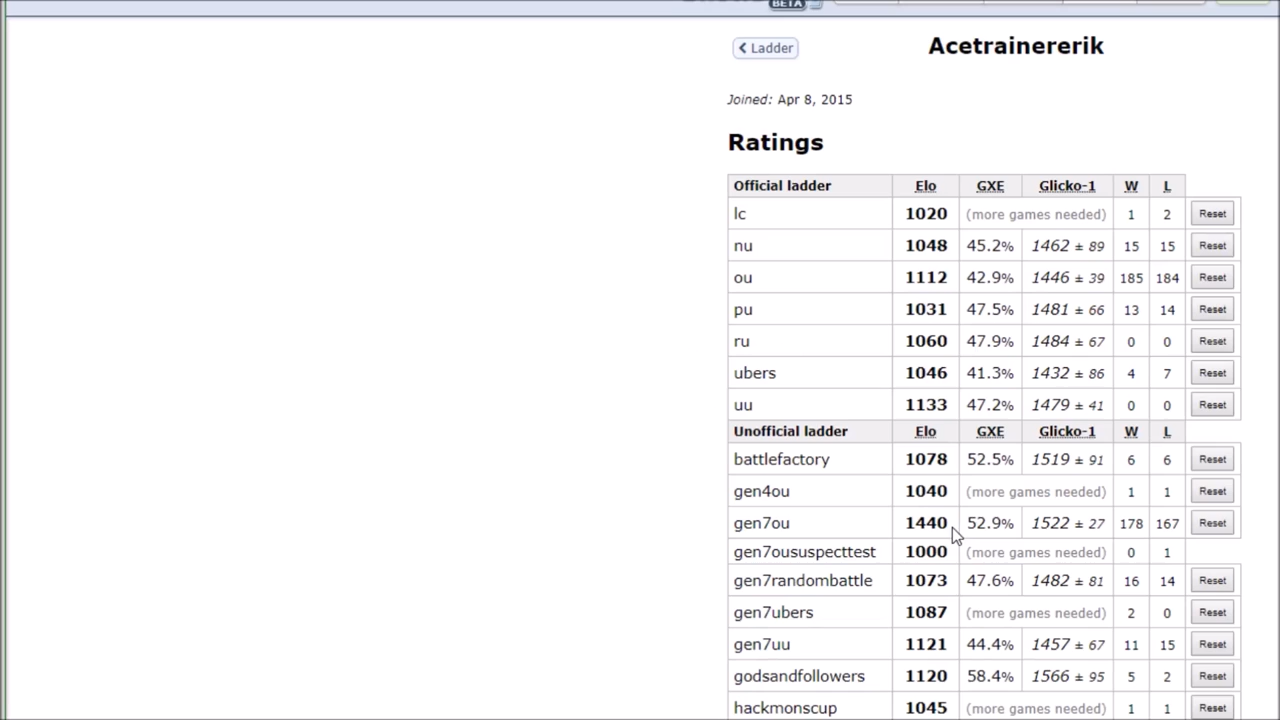 BETA
Ladder
Acetrainererik
Joined: Apr 8, 2015
Ratings
Official ladder Elo GXE Glicko-1 W L
lc 1020 (more games needed) 1 2 Reset
nu 1048 45.2% 1462 ± 89 15 15 Reset
ou 1112 42.9% 1446 ± 39 185 184 Reset
pu 1031 47.5% 1481 ± 66 13 14 Reset
ru 1060 47.9% 1484 ± 67 0 0 Reset
ubers 1046 41.3% 1432 ± 86 4 7 Reset
uu 1133 47.2% 1479 ± 41 0 0 Reset
Unofficial ladder Elo GXE Glicko-1 W L
battlefactory 1078 52.5% 1519 ± 91 6 6 Reset
gen4ou 1040 (more games needed) 1 1 Reset
gen7ou 1440 52.9% 1522 ± 27 178 167 Reset
gen7oususpecttest 1000 (more games needed) 0 1
gen7randombattle 1073 47.6% 1482 ± 81 16 14 Reset
gen7ubers 1087 (more games needed) 2 0 Reset
gen7uu 1121 44.4% 1457 ± 67 11 15 Reset
godsandfollowers 1120 58.4% 1566 ± 95 5 2 Reset
hackmonscup 1045 (more games needed) 1 1 Reset